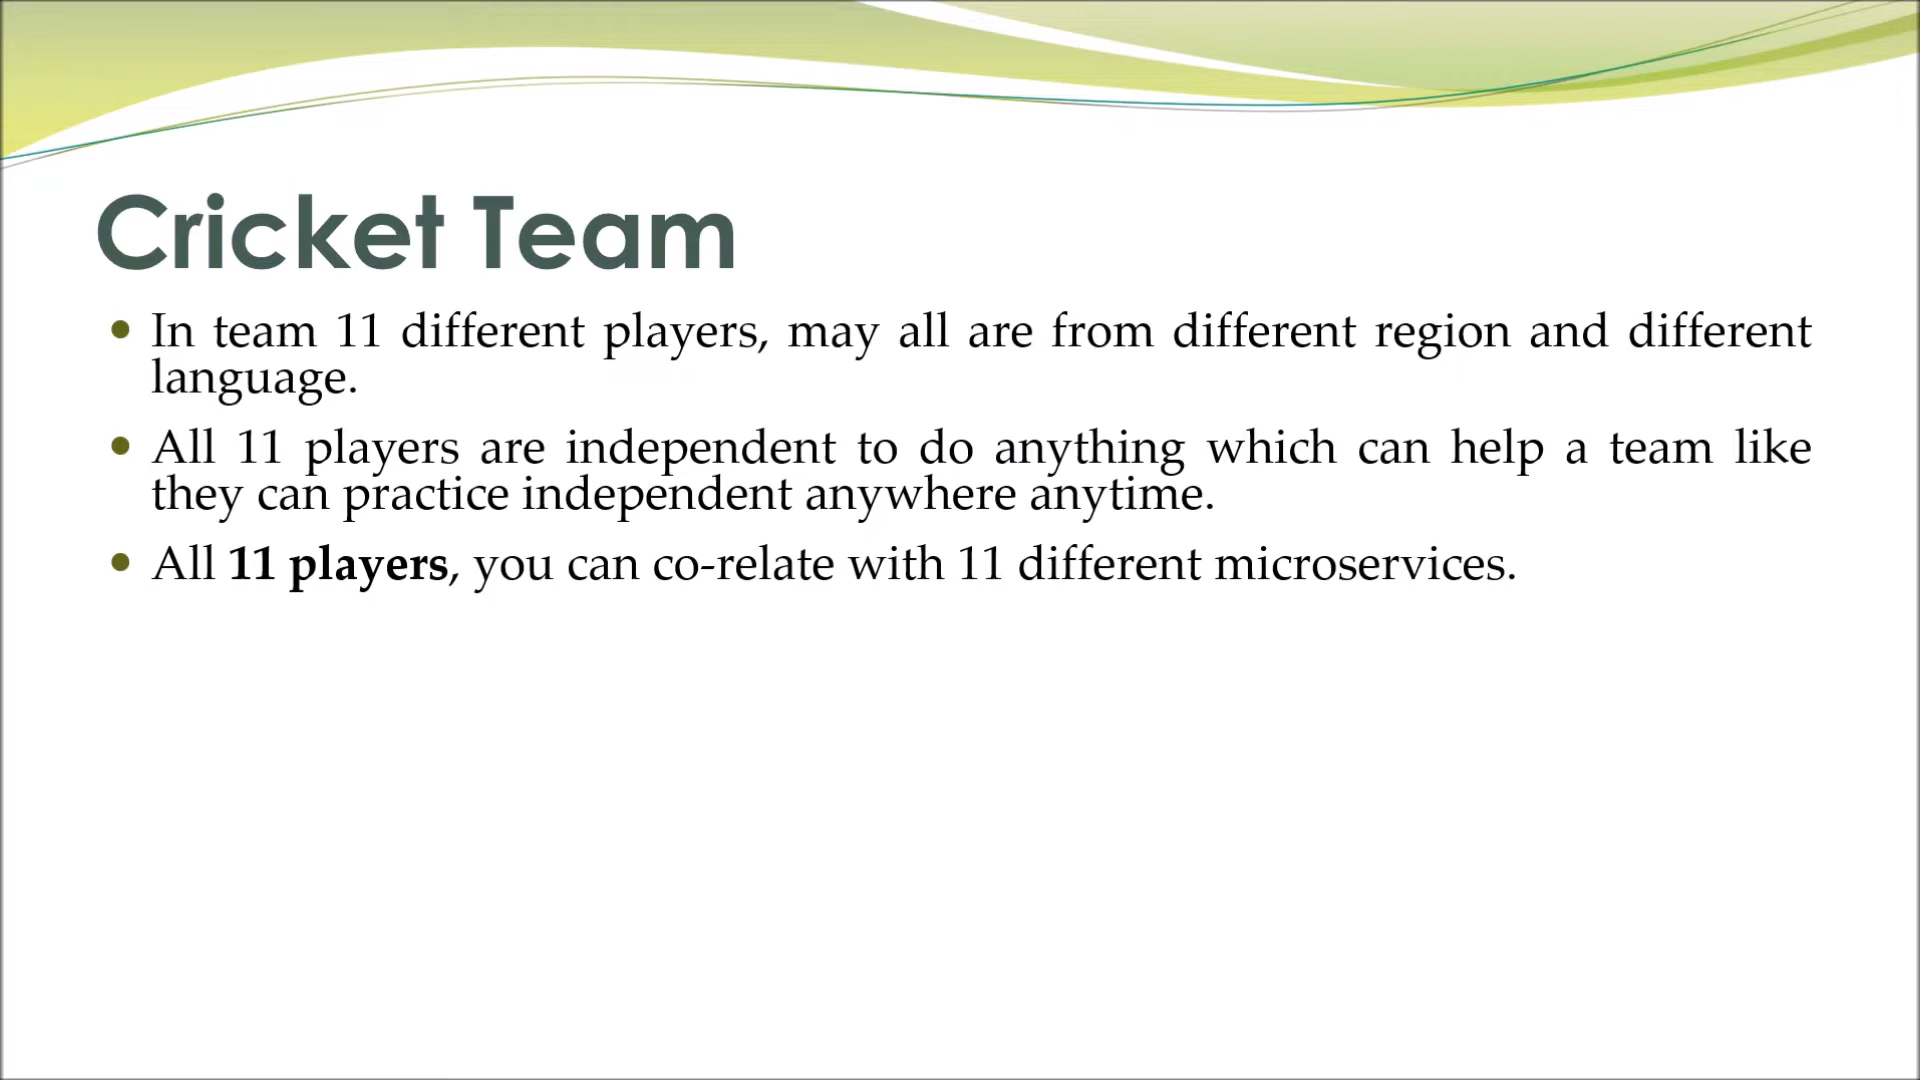 Cricket Team
• In team 11 different players, may all are from different region and different
language.
• All 11 players are independent to do anything which can help a team like
they can practice independent anywhere anytime.
• All 11 players, you can co-relate with 11 different microservices.